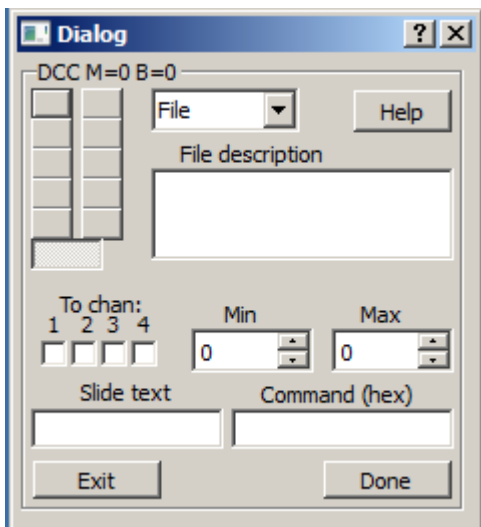 Dialog
DCC M=0 B=0
File
Help
File description
To chan:
1 2 3 4
Min
Max
0
0
Slide text
Command (hex)
Exit
Done